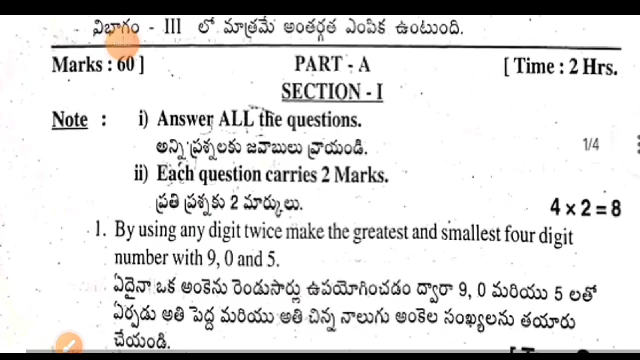 - విభాగం - III లో మాత్రమే అంతర్గత ఎంపిక ఉంటుంది.
Marks : 60 ] PART - A [ Time : 2 Hrs.
SECTION - I
Note : i) Answer ALL the questions.
అన్ని ప్రశ్నలకు జవాబులు వ్రాయండి.
1/4
ii) Each question carries 2 Marks.
ప్రతి ప్రశ్నకు 2 మార్కులు.
4 × 2 = 8
1. By using any digit twice make the greatest and smallest four digit
number with 9, 0 and 5.
ఏదైనా ఒక అంకెను రెండుసార్లు ఉపయోగించడం ద్వారా 9, 0 మరియు 5 లతో
ఏర్పడు అతి పెద్ద మరియు అతి చిన్న నాలుగు అంకెల సంఖ్యలను తయారు
చేయండి.